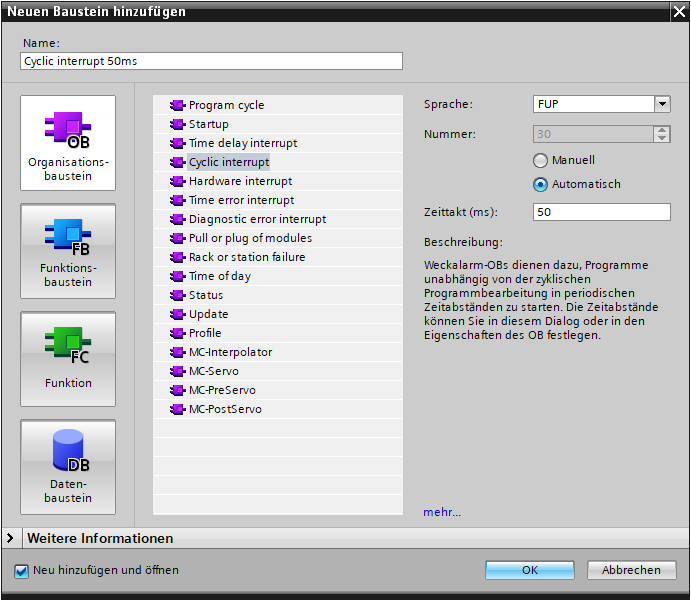 Neuen Baustein hinzufügen
Name:
Cyclic interrupt 50ms
OB
Organisations-
baustein
FB
Funktions-
baustein
FC
Funktion
DB
Daten-
baustein
Program cycle
Startup
Time delay interrupt
Cyclic interrupt
Hardware interrupt
Time error interrupt
Diagnostic error interrupt
Pull or plug of modules
Rack or station failure
Time of day
Status
Update
Profile
MC-Interpolator
MC-Servo
MC-PreServo
MC-PostServo
Sprache: FUP
Nummer: 30
Manuell
Automatisch
Zeittakt (ms): 50
Beschreibung:
Weckalarm-OBs dienen dazu, Programme
unabhängig von der zyklischen
Programmbearbeitung in periodischen
Zeitabständen zu starten. Die Zeitabstände
können Sie in diesem Dialog oder in den
Eigenschaften des OB festlegen.
mehr...
Weitere Informationen
Neu hinzufügen und öffnen
OK
Abbrechen